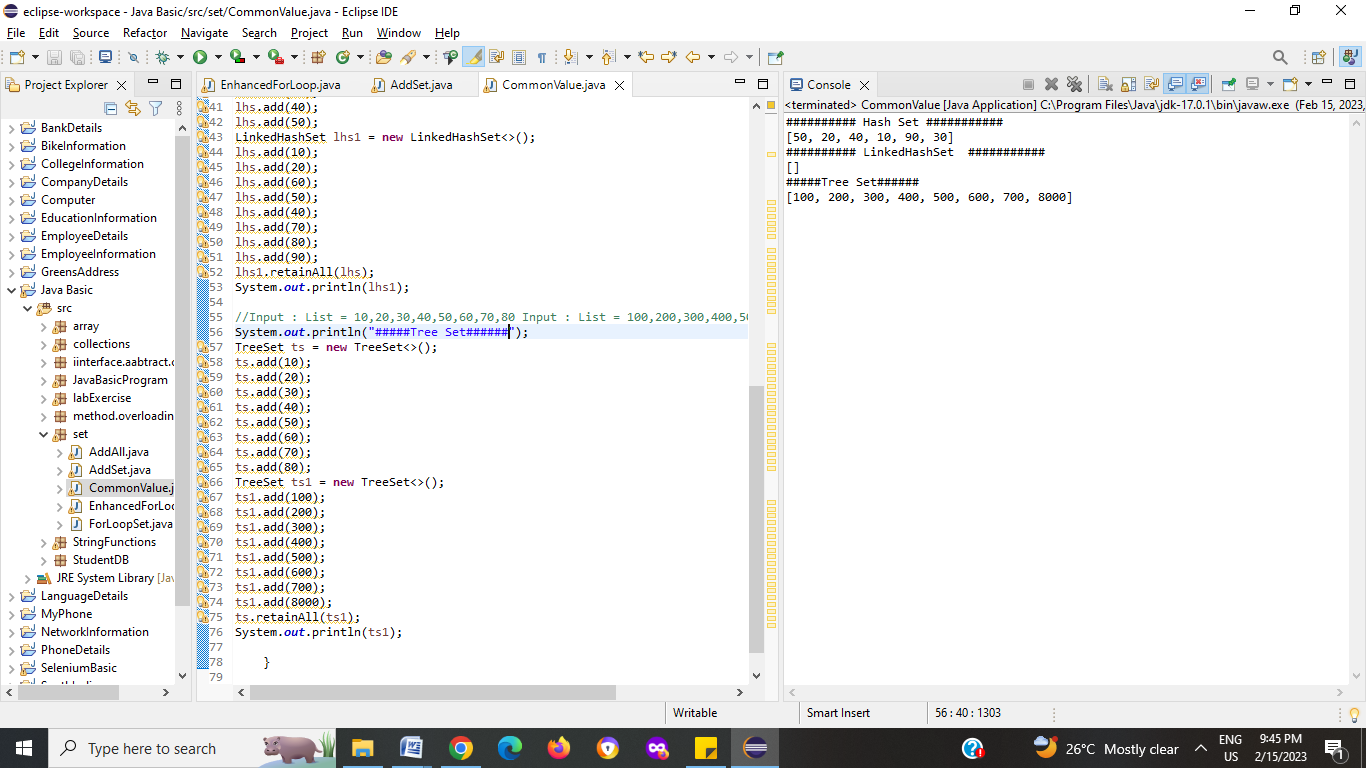 eclipse-workspace - Java Basic/src/set/CommonValue.java - Eclipse IDE
File Edit Source Refactor Navigate Search Project Run Window Help
Project Explorer
BankDetails
BikeInformation
CollegeInformation
CompanyDetails
Computer
EducationInformation
EmployeeDetails
EmployeeInformation
GreensAddress
Java Basic
src
array
collections
iinterface.aabtract.c
JavaBasicProgram
labExercise
method.overloadin
set
AddAll.java
AddSet.java
CommonValue.j
EnhancedForLoo
ForLoopSet.java
StringFunctions
StudentDB
JRE System Library [Jav
LanguageDetails
MyPhone
NetworkInformation
PhoneDetails
SeleniumBasic
EnhancedForLoop.java AddSet.java CommonValue.java
41 lhs.add(40);
42 lhs.add(50);
43 LinkedHashSet lhs1 = new LinkedHashSet<>();
44 lhs.add(10);
45 lhs.add(20);
46 lhs.add(60);
47 lhs.add(50);
48 lhs.add(40);
49 lhs.add(70);
50 lhs.add(80);
51 lhs.add(90);
52 lhs1.retainAll(lhs);
53 System.out.println(lhs1);
54
55 //Input : List = 10,20,30,40,50,60,70,80 Input : List = 100,200,300,400,50
56 System.out.println("#####Tree Set######");
57 TreeSet ts = new TreeSet<>();
58 ts.add(10);
59 ts.add(20);
60 ts.add(30);
61 ts.add(40);
62 ts.add(50);
63 ts.add(60);
64 ts.add(70);
65 ts.add(80);
66 TreeSet ts1 = new TreeSet<>();
67 ts1.add(100);
68 ts1.add(200);
69 ts1.add(300);
70 ts1.add(400);
71 ts1.add(500);
72 ts1.add(600);
73 ts1.add(700);
74 ts1.add(8000);
75 ts.retainAll(ts1);
76 System.out.println(ts1);
77
78 }
79
Console
<terminated> CommonValue [Java Application] C:\Program Files\Java\jdk-17.0.1\bin\javaw.exe (Feb 15, 2023,
########## Hash Set ###########
[50, 20, 40, 10, 90, 30]
########## LinkedHashSet ###########
[]
#####Tree Set######
[100, 200, 300, 400, 500, 600, 700, 8000]
Writable Smart Insert 56 : 40 : 1303
Type here to search
26°C Mostly clear
ENG
US
9:45 PM
2/15/2023
1